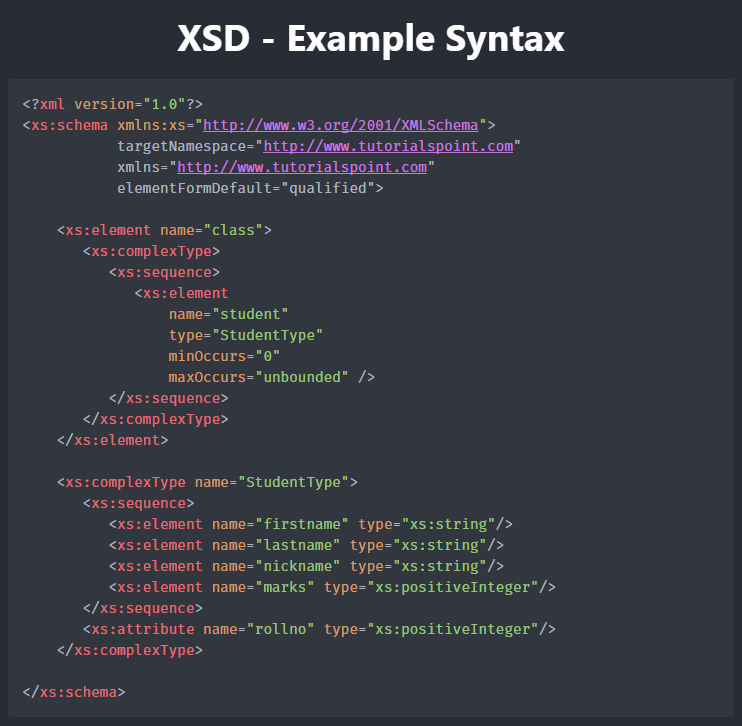 XSD - Example Syntax
<?xml version="1.0"?>
<xs:schema xmlns:xs="http://www.w3.org/2001/XMLSchema">
           targetNamespace="http://www.tutorialspoint.com"
           xmlns="http://www.tutorialspoint.com"
           elementFormDefault="qualified">

    <xs:element name="class">
       <xs:complexType>
          <xs:sequence>
             <xs:element
                 name="student"
                 type="StudentType"
                 minOccurs="0"
                 maxOccurs="unbounded" />
          </xs:sequence>
       </xs:complexType>
    </xs:element>

    <xs:complexType name="StudentType">
       <xs:sequence>
          <xs:element name="firstname" type="xs:string"/>
          <xs:element name="lastname" type="xs:string"/>
          <xs:element name="nickname" type="xs:string"/>
          <xs:element name="marks" type="xs:positiveInteger"/>
       </xs:sequence>
       <xs:attribute name="rollno" type="xs:positiveInteger"/>
    </xs:complexType>

</xs:schema>